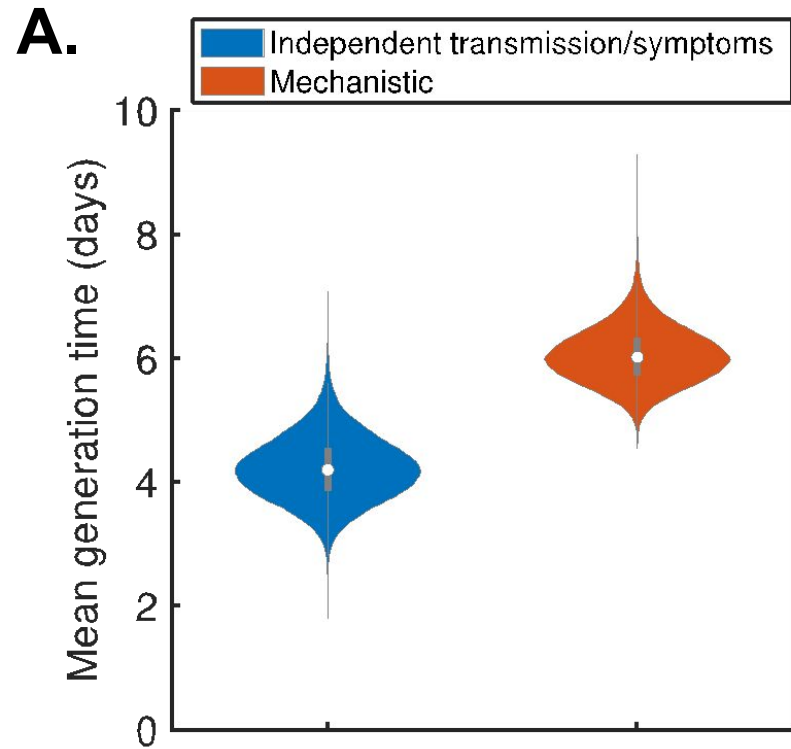 A.
Independent transmission/symptoms
Mechanistic
Mean generation time (days)
10
8
6
4
2
0